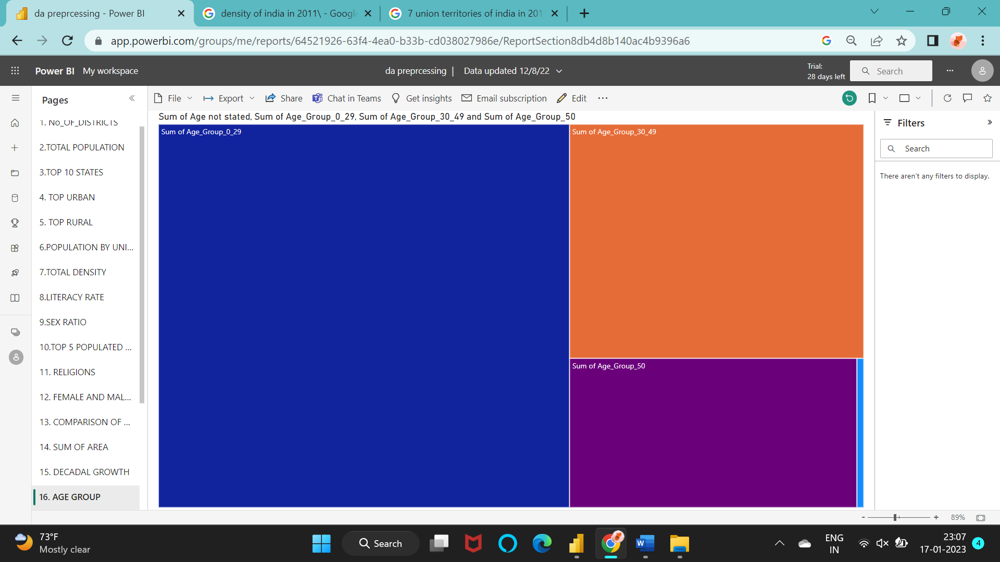 da preprcessing - Power BI
density of india in 2011\ - Google
7 union territories of india in 201
app.powerbi.com/groups/me/reports/64521926-63f4-4ea0-b33b-cd038027986e/ReportSection8db4d8b140ac4b9396a6
Power BI My workspace
da preprcessing | Data updated 12/8/22
Trial:
28 days left
Search
Pages
File Export Share Chat in Teams Get insights Email subscription Edit
1. No_OF_DISTRICTS
2.TOTAL POPULATION
3.TOP 10 STATES
4. TOP URBAN
5. TOP RURAL
6.POPULATION BY UNI...
7.TOTAL DENSITY
8.LITERACY RATE
9.SEX RATIO
10.TOP 5 POPULATED ...
11. RELIGIONS
12. FEMALE AND MAL...
13. COMPARISON OF ...
14. SUM OF AREA
15. DECADAL GROWTH
16. AGE GROUP
Sum of Age not stated, Sum of Age_Group_0_29, Sum of Age_Group_30_49 and Sum of Age_Group_50
Sum of Age_Group_0_29
Sum of Age_Group_30_49
Sum of Age_Group_50
Filters
Search
There aren't any filters to display.
- + 89%
73°F
Mostly clear
Search
ENG
IN
23:07
17-01-2023
4